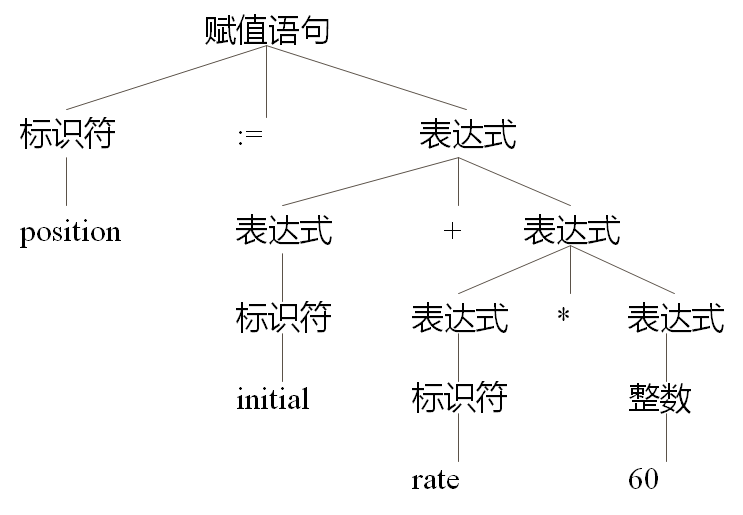 赋值语句
标识符 := 表达式
position 表达式 + 表达式
标识符 表达式 * 表达式
initial 标识符 整数
rate 60